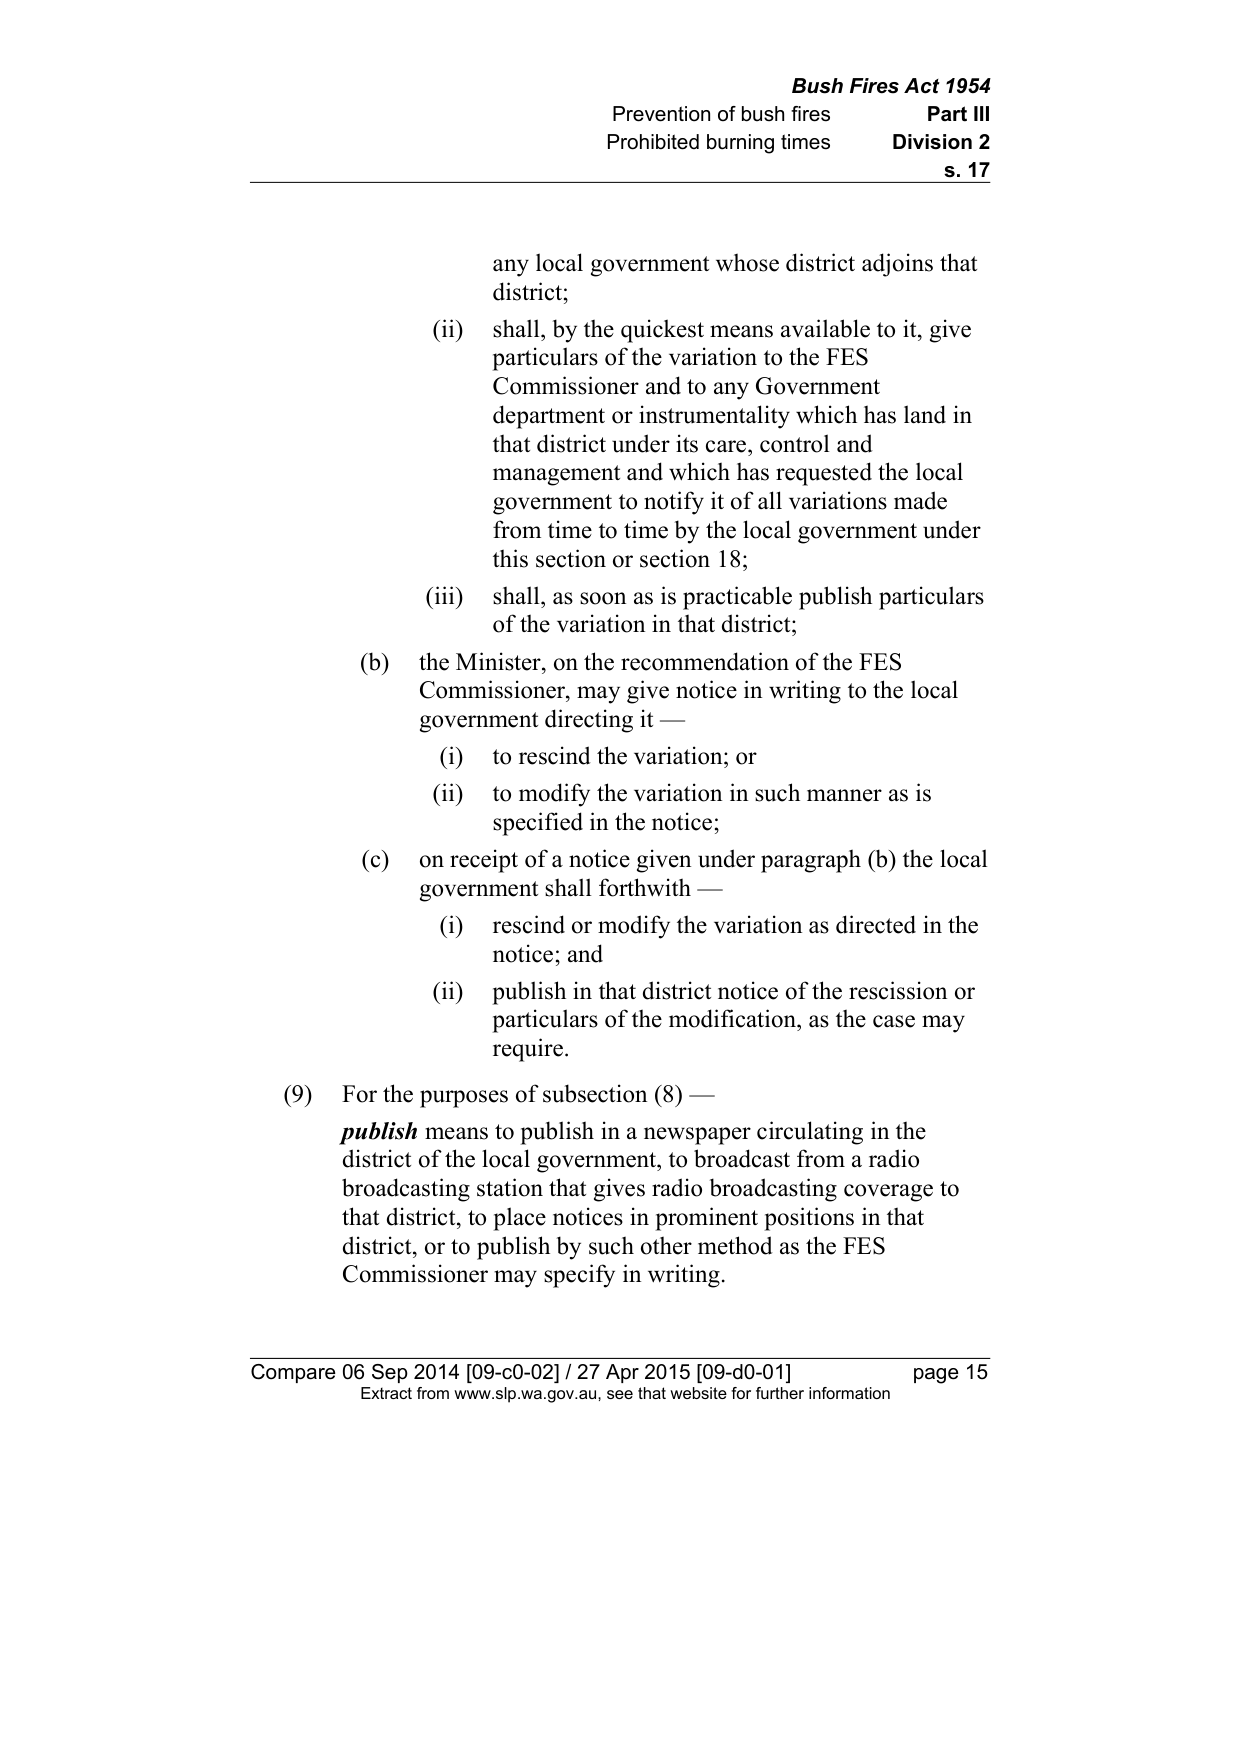 Bush Fires Act 1954
Prevention of bush fires Part III
Prohibited burning times Division 2
s. 17
any local government whose district adjoins that
district;
(ii) shall, by the quickest means available to it, give
particulars of the variation to the FES
Commissioner and to any Government
department or instrumentality which has land in
that district under its care, control and
management and which has requested the local
government to notify it of all variations made
from time to time by the local government under
this section or section 18;
(iii) shall, as soon as is practicable publish particulars
of the variation in that district;
(b) the Minister, on the recommendation of the FES
Commissioner, may give notice in writing to the local
government directing it —
(i) to rescind the variation; or
(ii) to modify the variation in such manner as is
specified in the notice;
(c) on receipt of a notice given under paragraph (b) the local
government shall forthwith —
(i) rescind or modify the variation as directed in the
notice; and
(ii) publish in that district notice of the rescission or
particulars of the modification, as the case may
require.
(9) For the purposes of subsection (8) —
publish means to publish in a newspaper circulating in the
district of the local government, to broadcast from a radio
broadcasting station that gives radio broadcasting coverage to
that district, to place notices in prominent positions in that
district, or to publish by such other method as the FES
Commissioner may specify in writing.
Compare 06 Sep 2014 [09-c0-02] / 27 Apr 2015 [09-d0-01] page 15
Extract from www.slp.wa.gov.au, see that website for further information